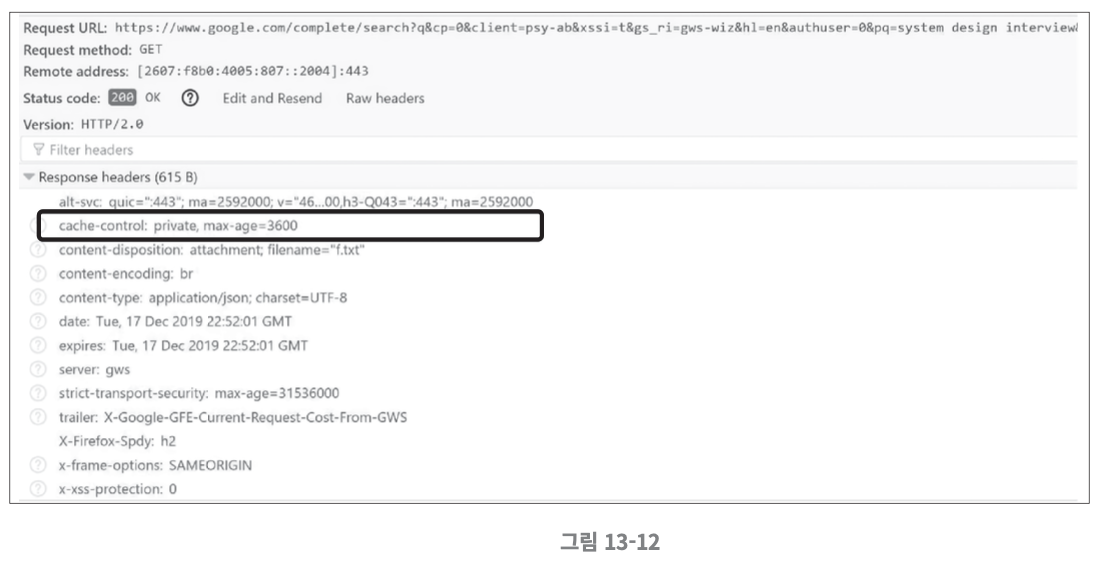 Request URL: https://www.google.com/complete/search?q&cp=0&client=psy-ab&xssi=t&gs_ri=gws-wiz&hl=en&authuser=0&pq=system design interview&
Request method: GET
Remote address: [2607:f8b0:4005:807::2004]:443
Status code: 200 OK ? Edit and Resend Raw headers
Version: HTTP/2.0
Filter headers
Response headers (615 B)
alt-svc: quic=":443"; ma=2592000; v="46...00,h3-Q043=":443"; ma=2592000
cache-control: private, max-age=3600
? content-disposition: attachment; filename="f.txt"
? content-encoding: br
? content-type: application/json; charset=UTF-8
? date: Tue, 17 Dec 2019 22:52:01 GMT
? expires: Tue, 17 Dec 2019 22:52:01 GMT
? server: gws
? strict-transport-security: max-age=31536000
? trailer: X-Google-GFE-Current-Request-Cost-From-GWS
X-Firefox-Spdy: h2
? x-frame-options: SAMEORIGIN
? x-xss-protection: 0
그림 13-12